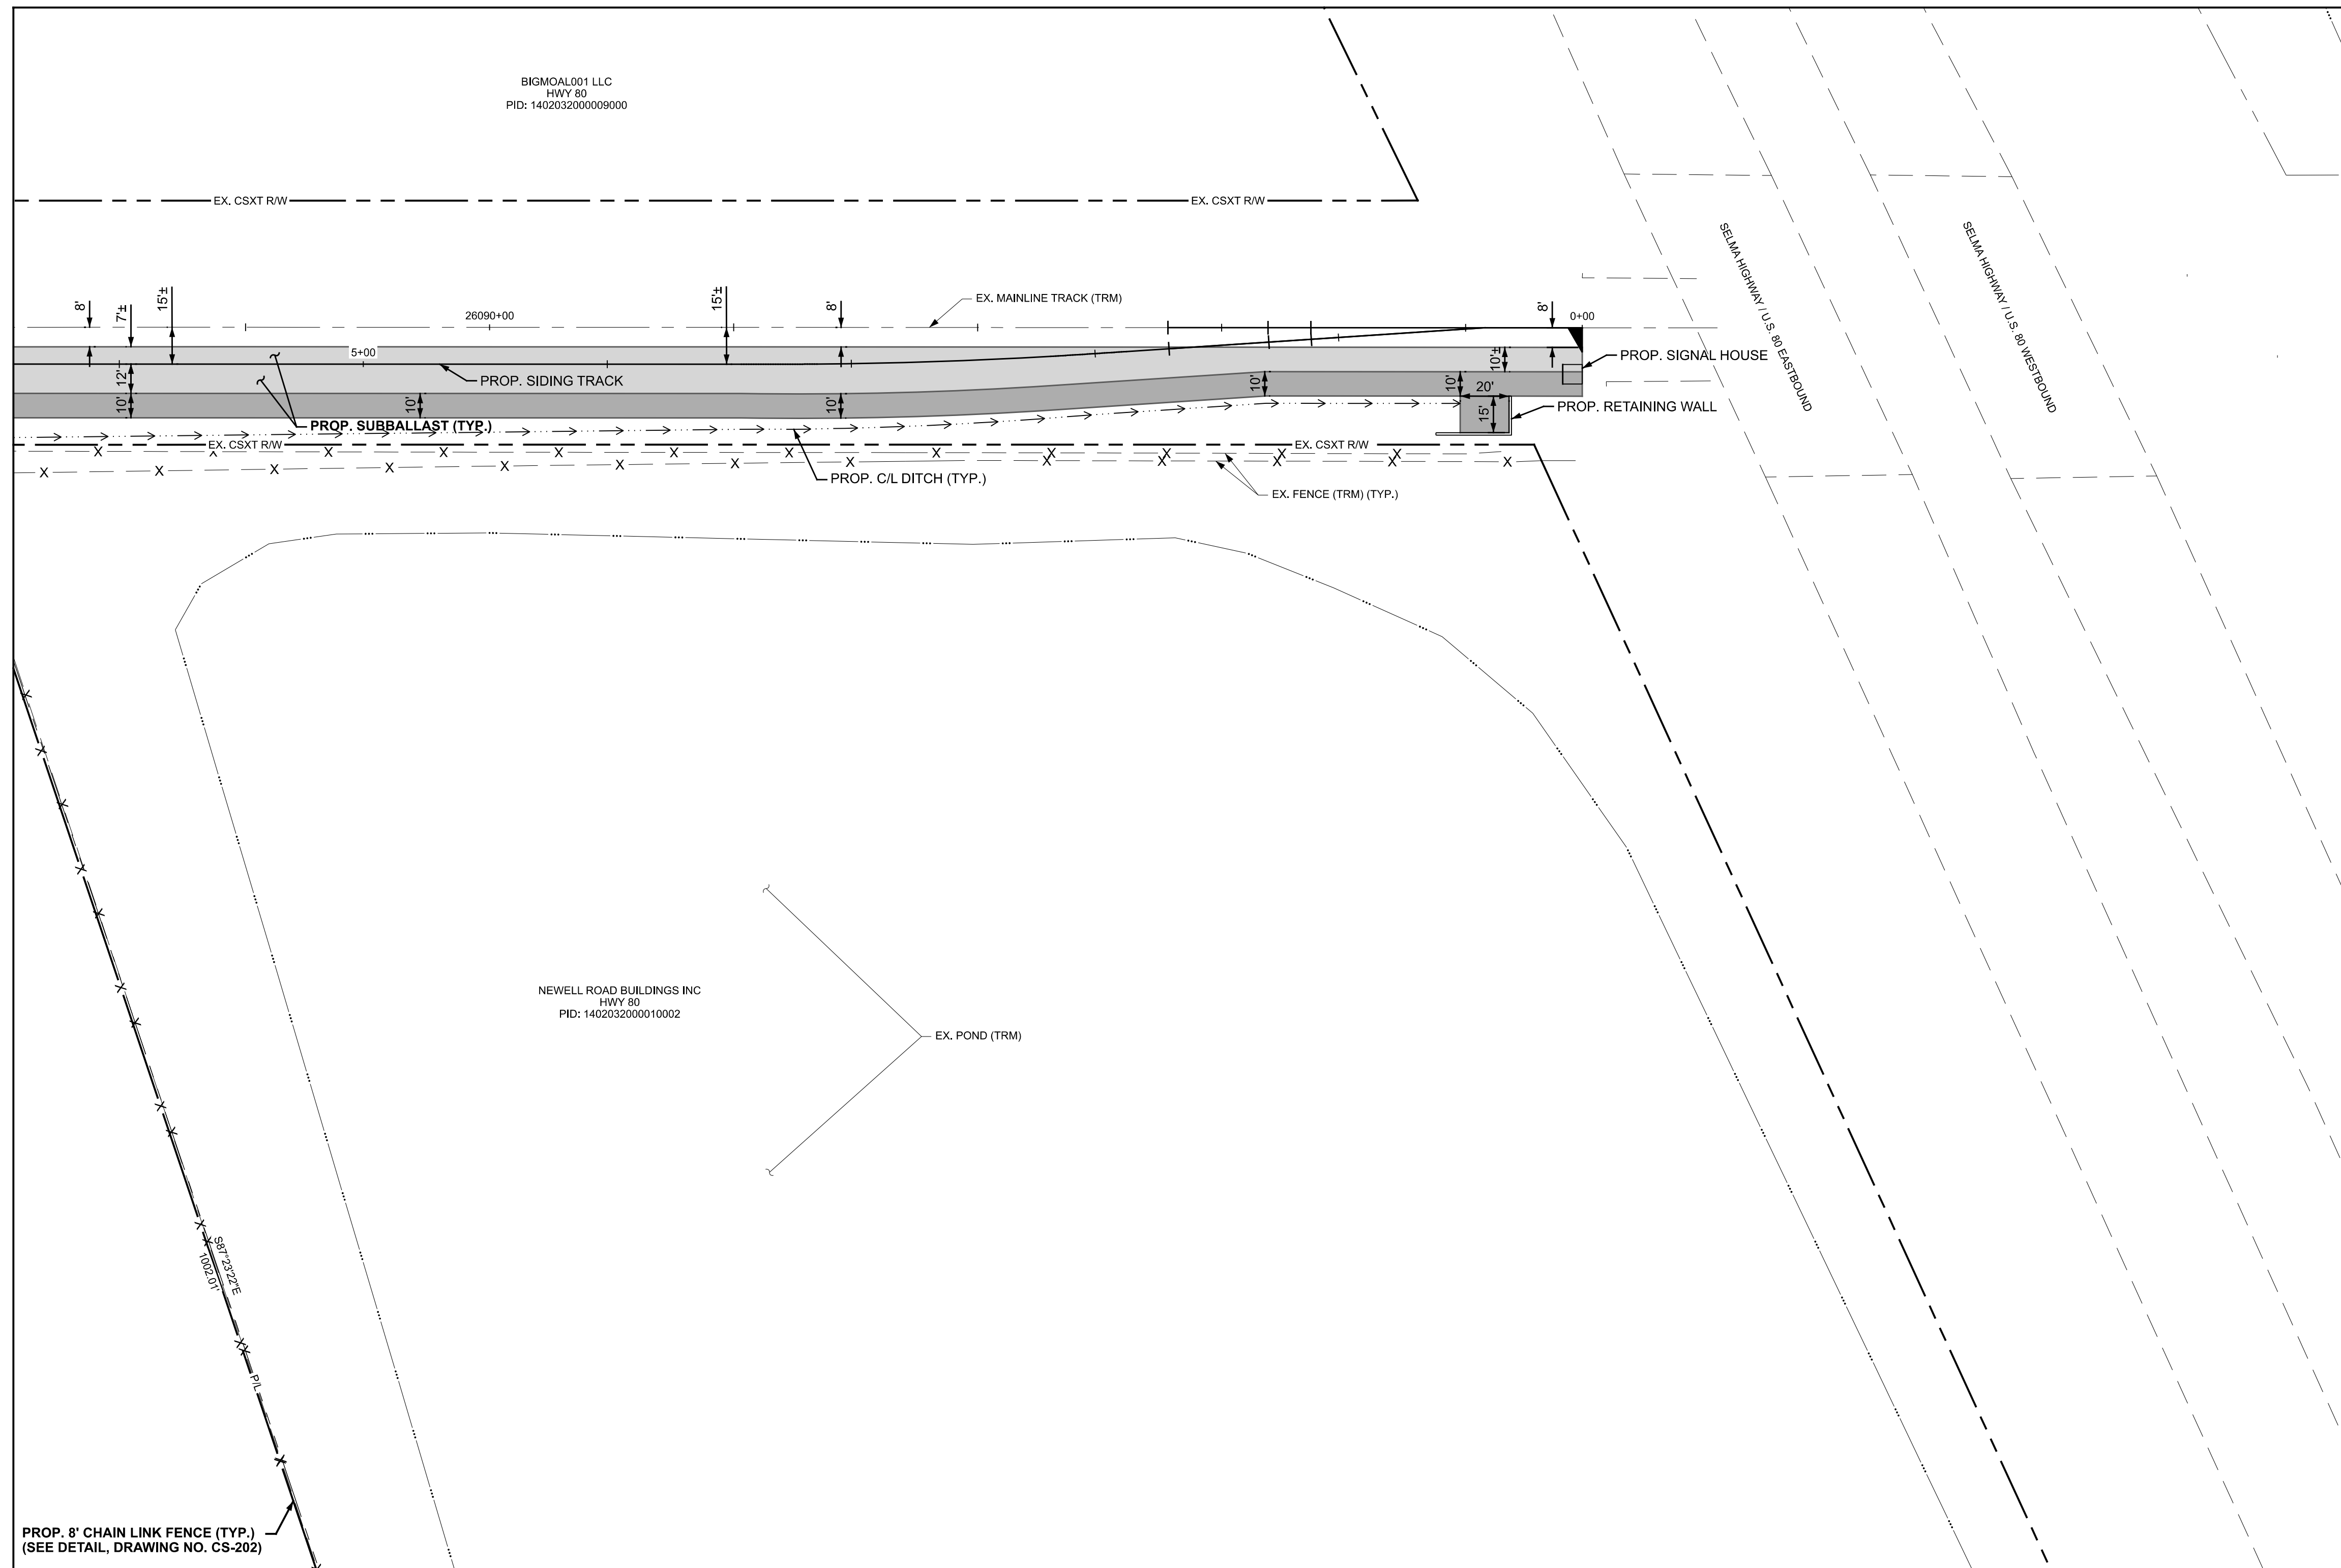 BIGMOAL001 LLC
HWY 80
PID: 1402032000009000
EX. CSXT R/W
EX. CSXT R/W
SELMA HIGHWAY / U.S. 80 EASTBOUND
SELMA HIGHWAY / U.S. 80 WESTBOUND
8'
7'±
15'±
26090+00
15'±
8'
EX. MAINLINE TRACK (TRM)
8'
0+00
5+00
12'
PROP. SIDING TRACK
10'±
PROP. SIGNAL HOUSE
10'
10'
10'
10'
10'
20'
15'
PROP. RETAINING WALL
PROP. SUBBALLAST (TYP.)
EX. CSXT R/W
EX. CSXT R/W
PROP. C/L DITCH (TYP.)
EX. FENCE (TRM) (TYP.)
NEWELL ROAD BUILDINGS INC
HWY 80
PID: 1402032000010002
EX. POND (TRM)
S87°23'22"E
1002.01'
P/L
PROP. 8' CHAIN LINK FENCE (TYP.)
(SEE DETAIL, DRAWING NO. CS-202)